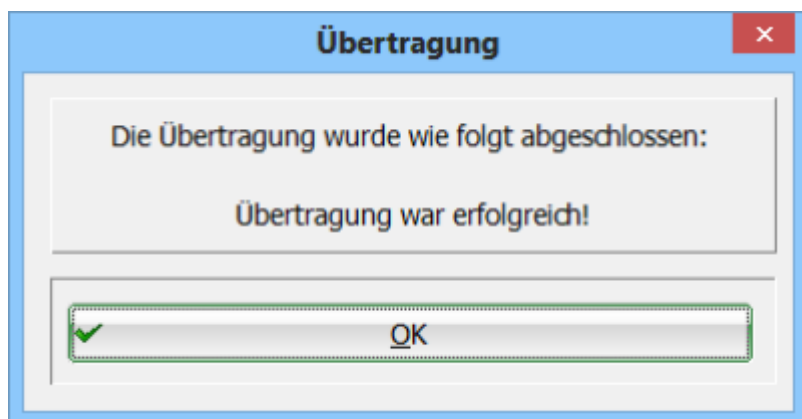 Übertragung
Die Übertragung wurde wie folgt abgeschlossen:
Übertragung war erfolgreich!
OK